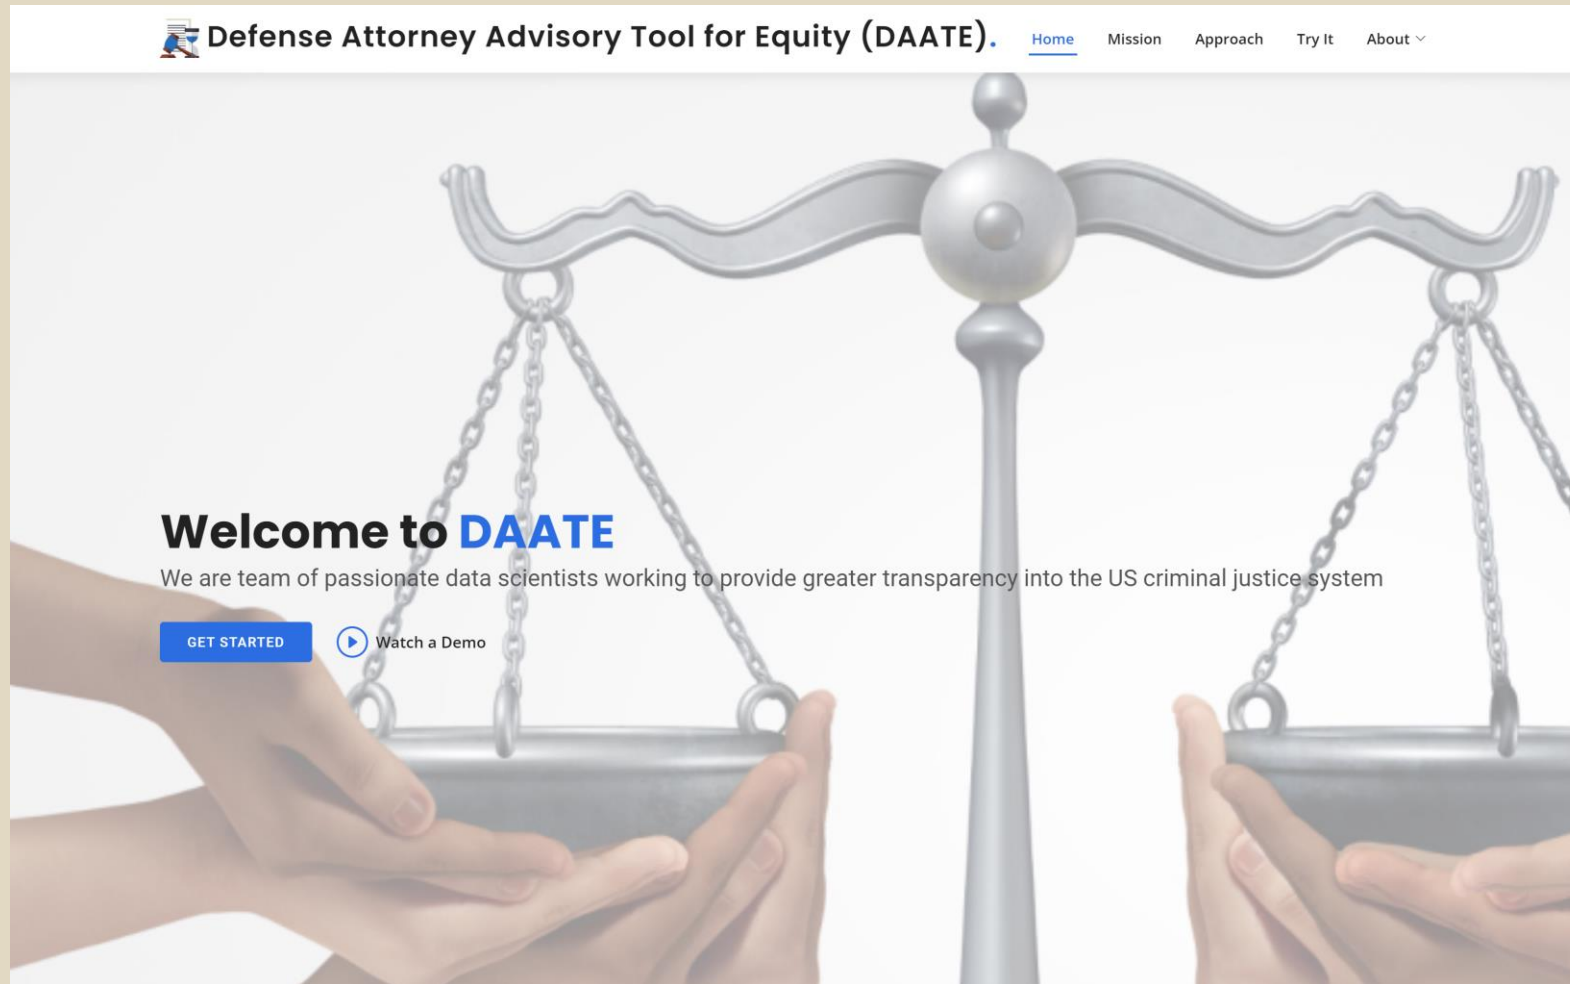 Defense Attorney Advisory Tool for Equity (DAATE). Home Mission Approach Try It About
Welcome to DAATE
We are team of passionate data scientists working to provide greater transparency into the US criminal justice system
GET STARTED Watch a Demo